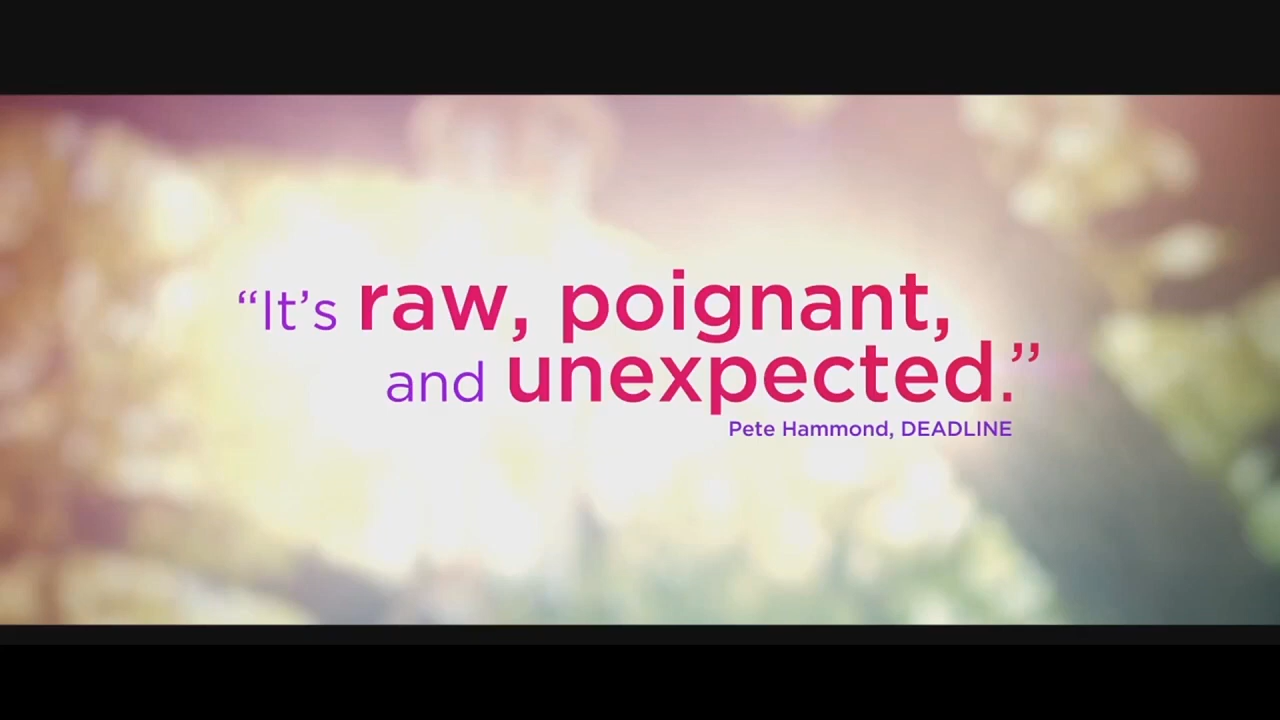 “It’s raw, poignant,
and unexpected.”
Pete Hammond, DEADLINE